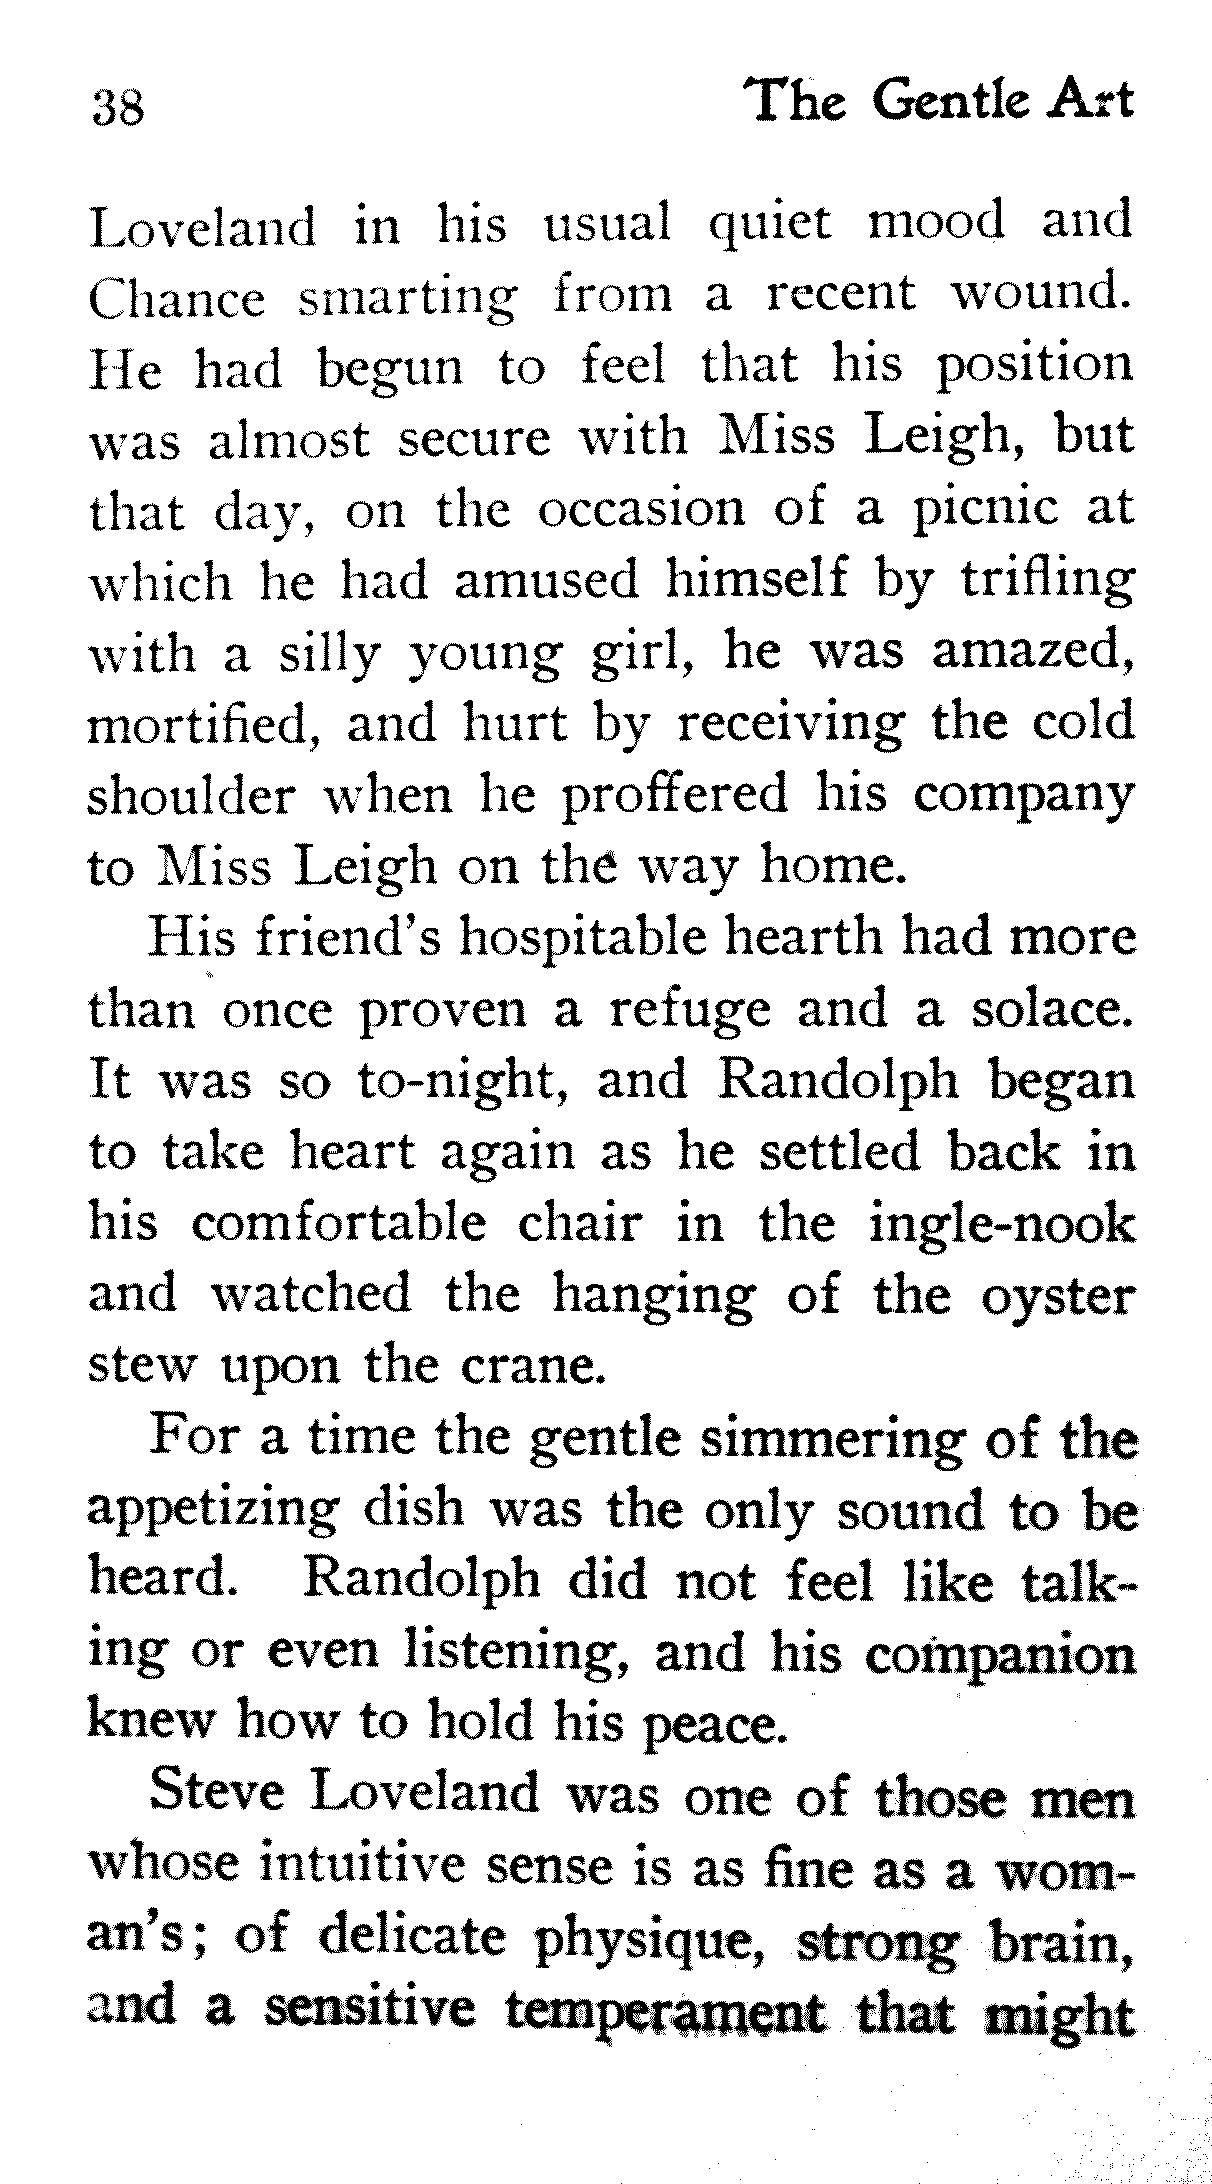 38 The Gentle Art
Loveland in his usual quiet mood and
Chance smarting from a recent wound.
He had begun to feel that his position
was almost secure with Miss Leigh, but
that day, on the occasion of a picnic at
which he had amused himself by trifling
with a silly young girl, he was amazed,
mortified, and hurt by receiving the cold
shoulder when he proffered his company
to Miss Leigh on the way home.
His friend's hospitable hearth had more
than once proven a refuge and a solace.
It was so to-night, and Randolph began
to take heart again as he settled back in
his comfortable chair in the ingle-nook
and watched the hanging of the oyster
stew upon the crane.
For a time the gentle simmering of the
appetizing dish was the only sound to be
heard. Randolph did not feel like talk-
ing or even listening, and his companion
knew how to hold his peace.
Steve Loveland was one of those men
whose intuitive sense is as fine as a wom-
an's; of delicate physique, strong brain,
and a sensitive temperament that might